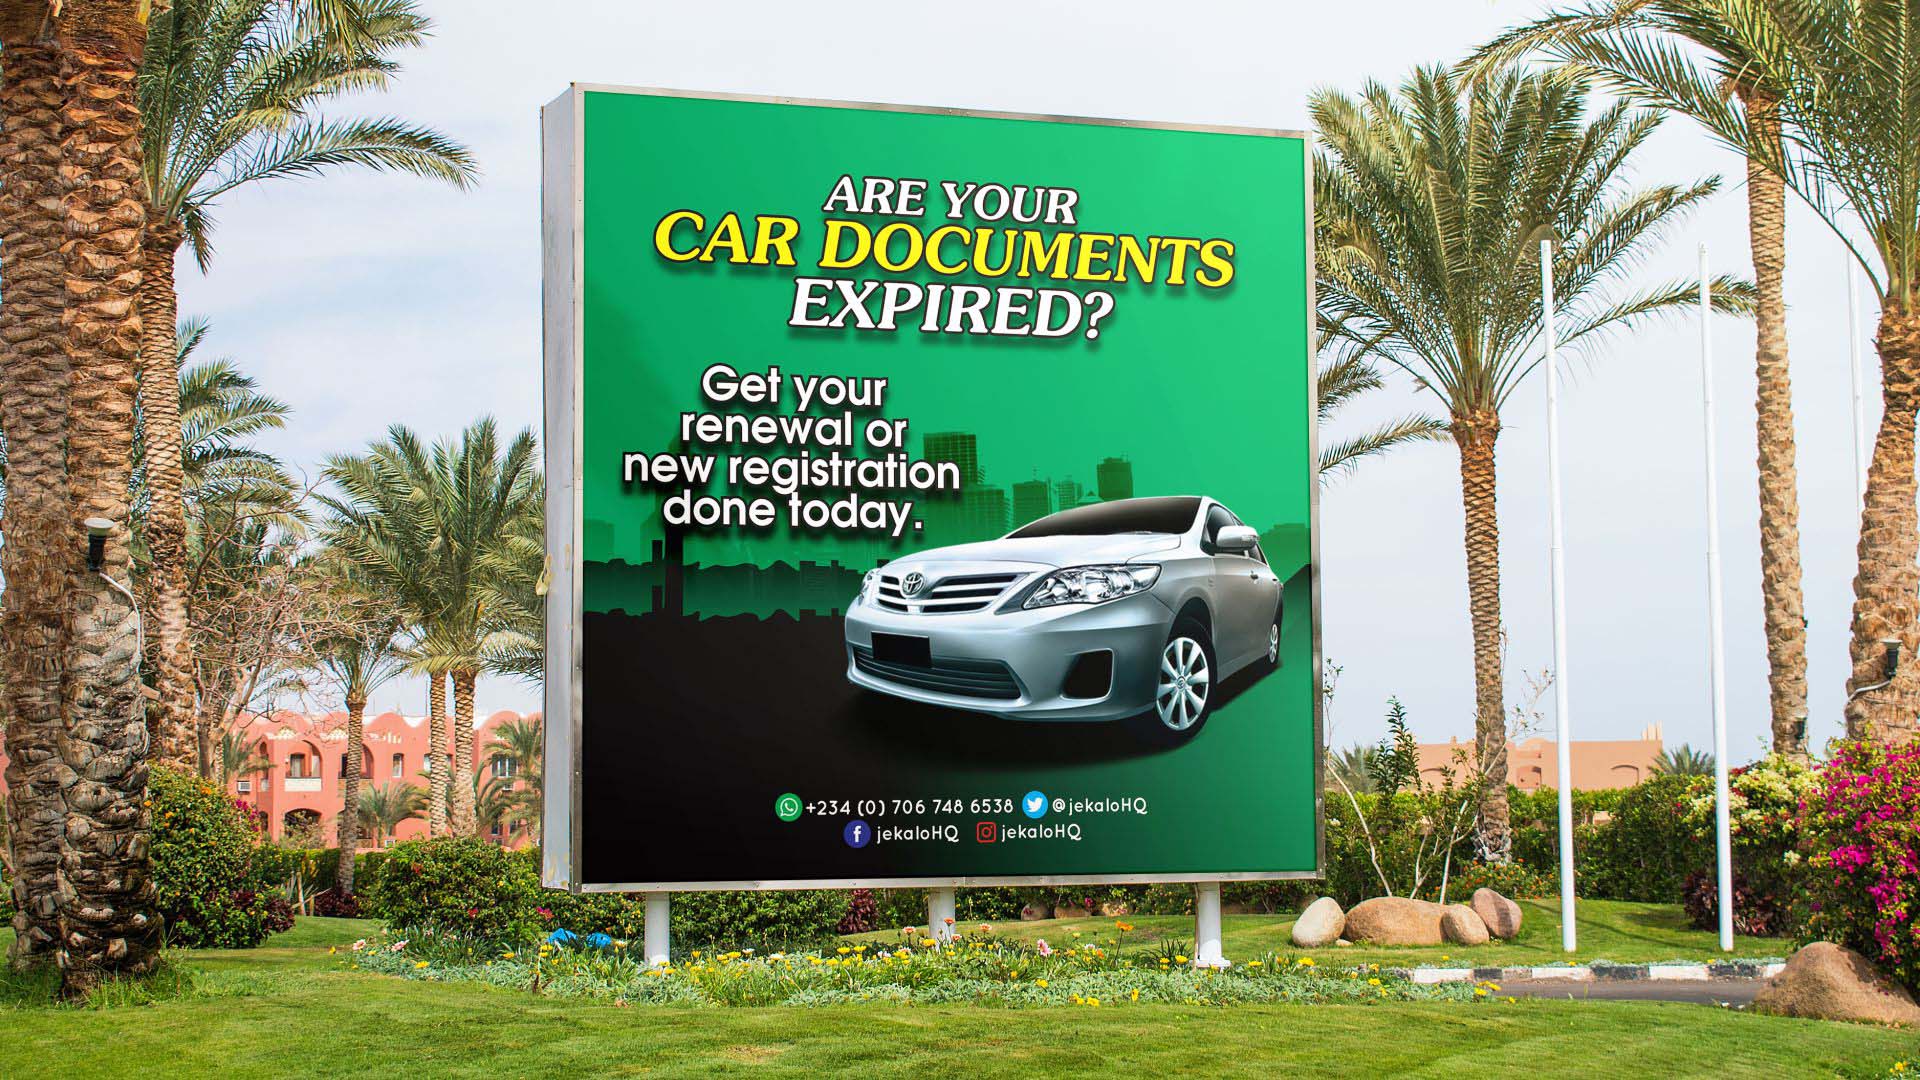 ARE YOUR
CAR DOCUMENTS
EXPIRED?
Get your
renewal or
new registration
done today.
+234 (0) 706 748 6538 @jekaloHQ
jekaloHQ jekaloHQ